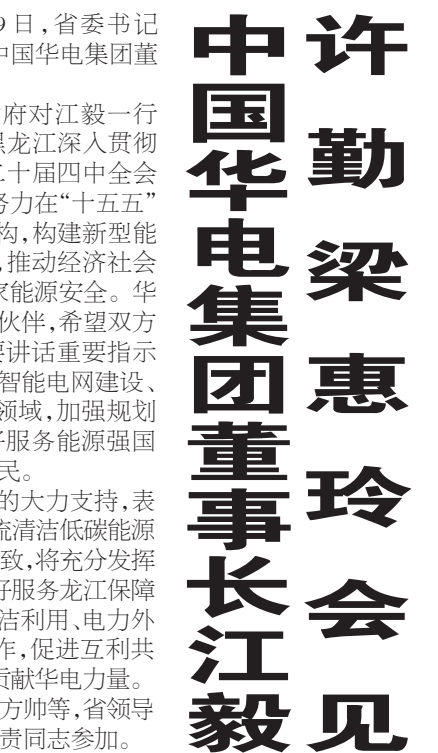 许勤梁惠玲会见
中国华电集团董事长江毅
9日,省委书记
中国华电集团董
府对江毅一行
黑龙江深入贯彻
二十届四中全会
努力在“十五五”
构,构建新型能
,推动经济社会
家能源安全。华
伙伴,希望双方
要讲话重要指示
智能电网建设、
领域,加强规划
好服务能源强国
民。
的大力支持,表
流清洁低碳能源
致,将充分发挥
好服务龙江保障
洁利用、电力外
作,促进互利共
贡献华电力量。
方帅等,省领导
责同志参加。